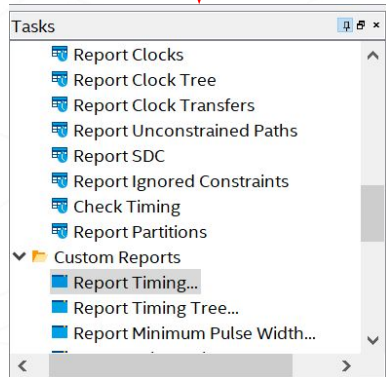 Tasks
Report Clocks
Report Clock Tree
Report Clock Transfers
Report Unconstrained Paths
Report SDC
Report Ignored Constraints
Check Timing
Report Partitions
Custom Reports
Report Timing...
Report Timing Tree...
Report Minimum Pulse Width...